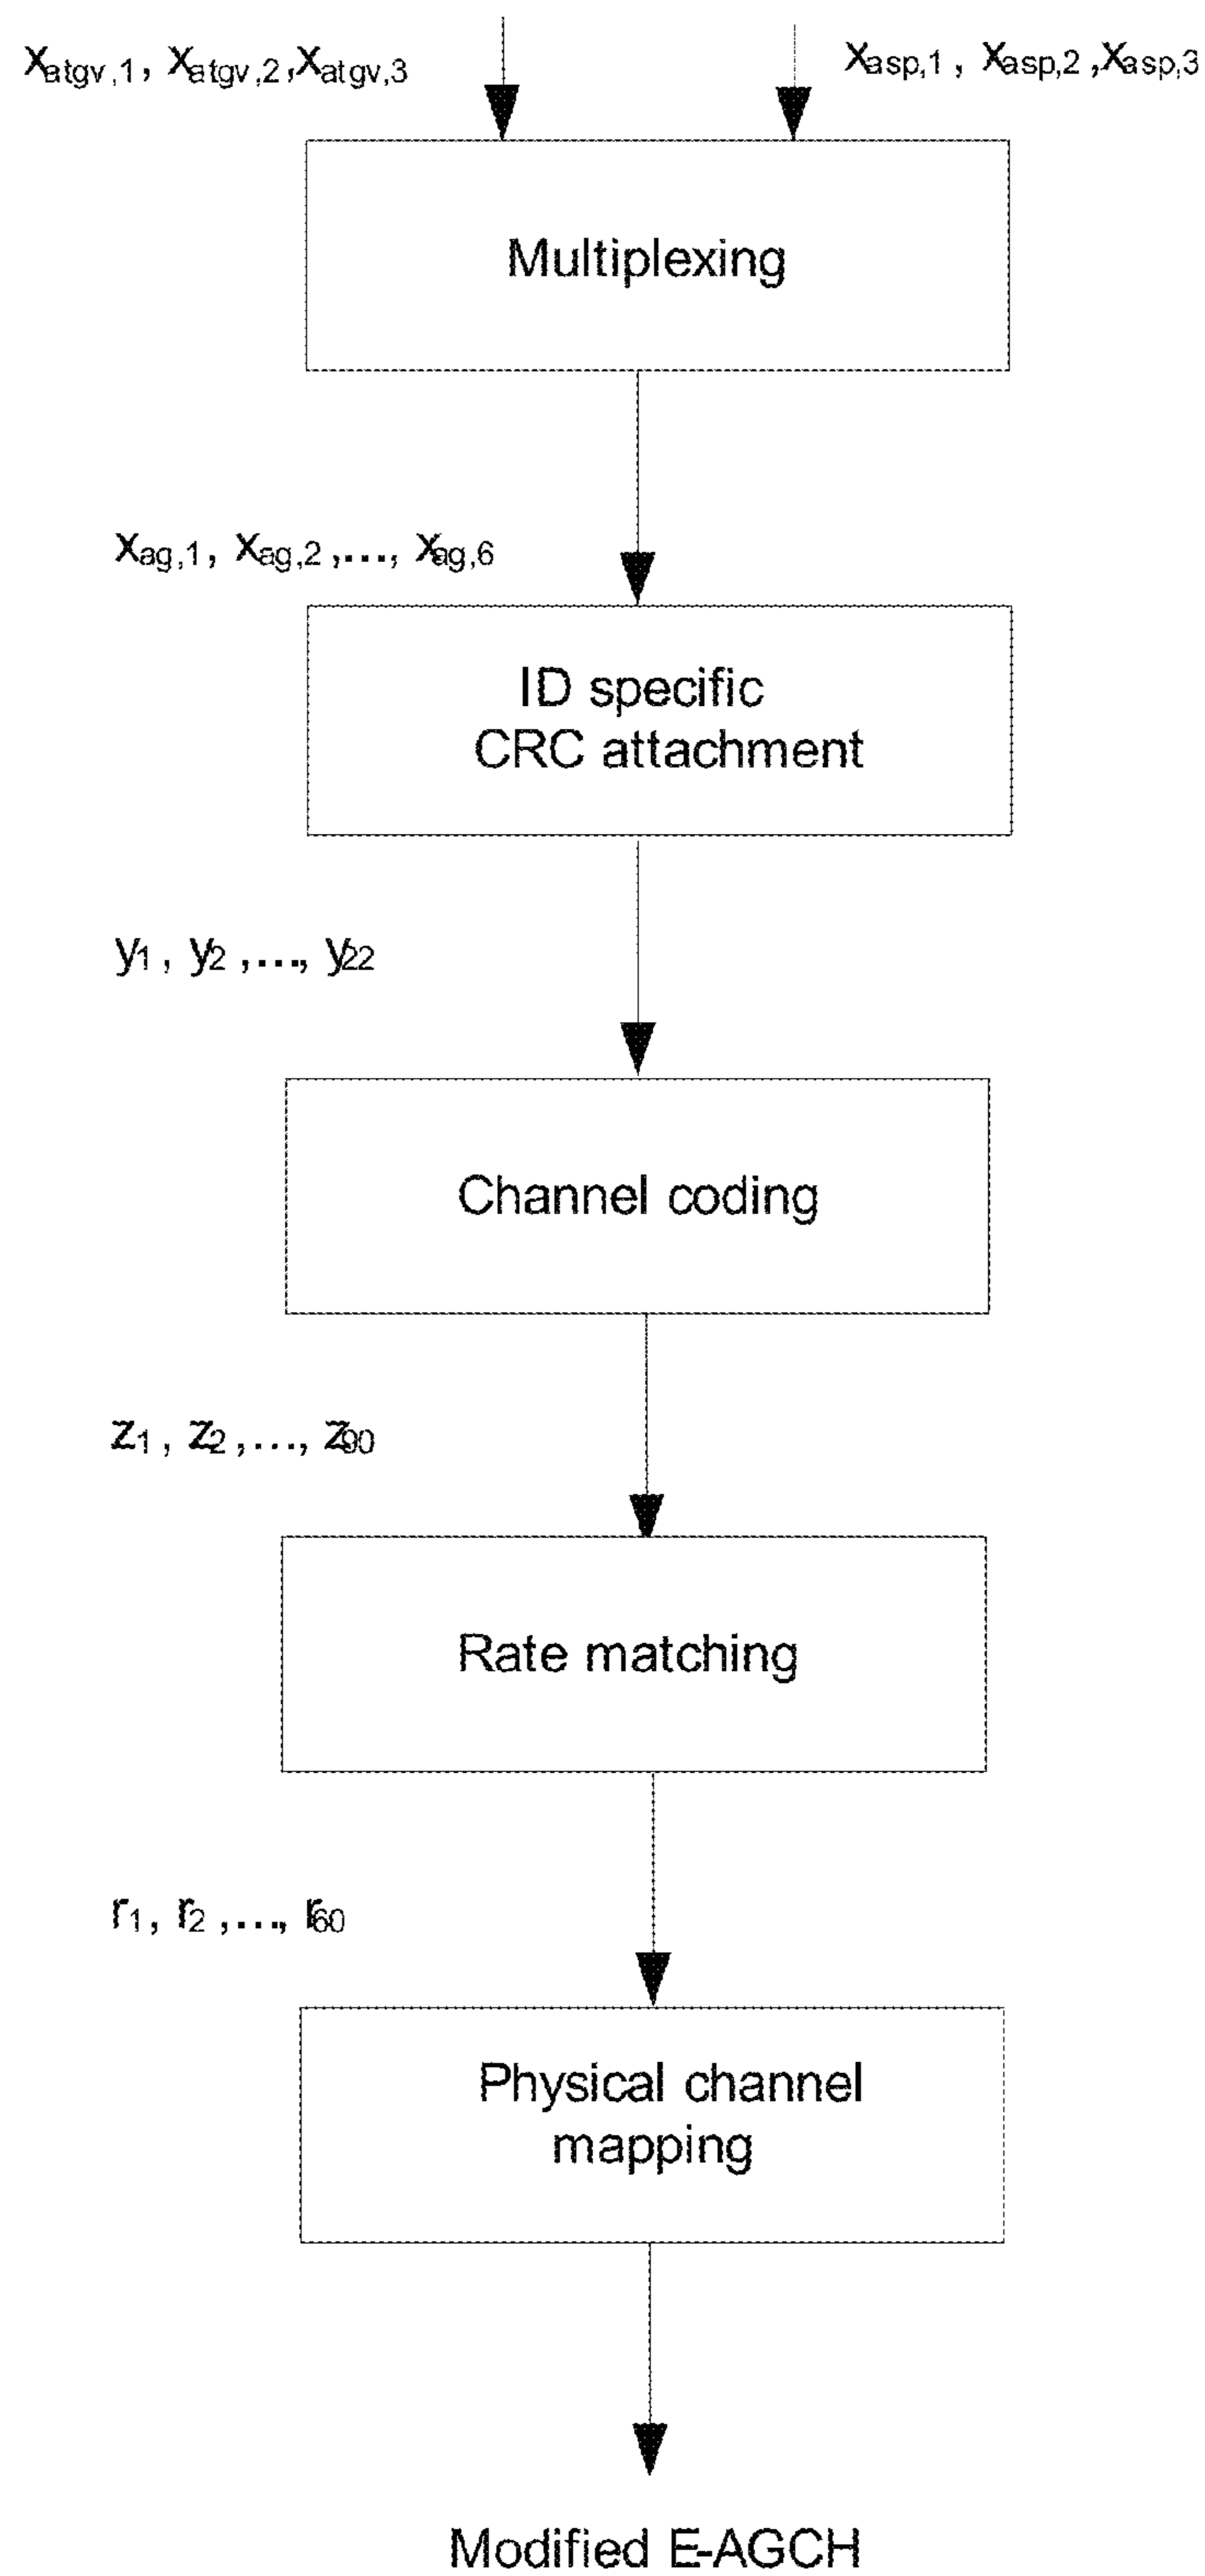 xatgv,1, xatgv,2,xatgv,3
xasp,1, xasp,2,xasp,3
Multiplexing
xag,1, xag,2,..., xag,6
ID specific
CRC attachment
y1, y2,..., y22
Channel coding
z1, z2,..., z90
Rate matching
r1, r2,..., r60
Physical channel
mapping
Modified E-AGCH